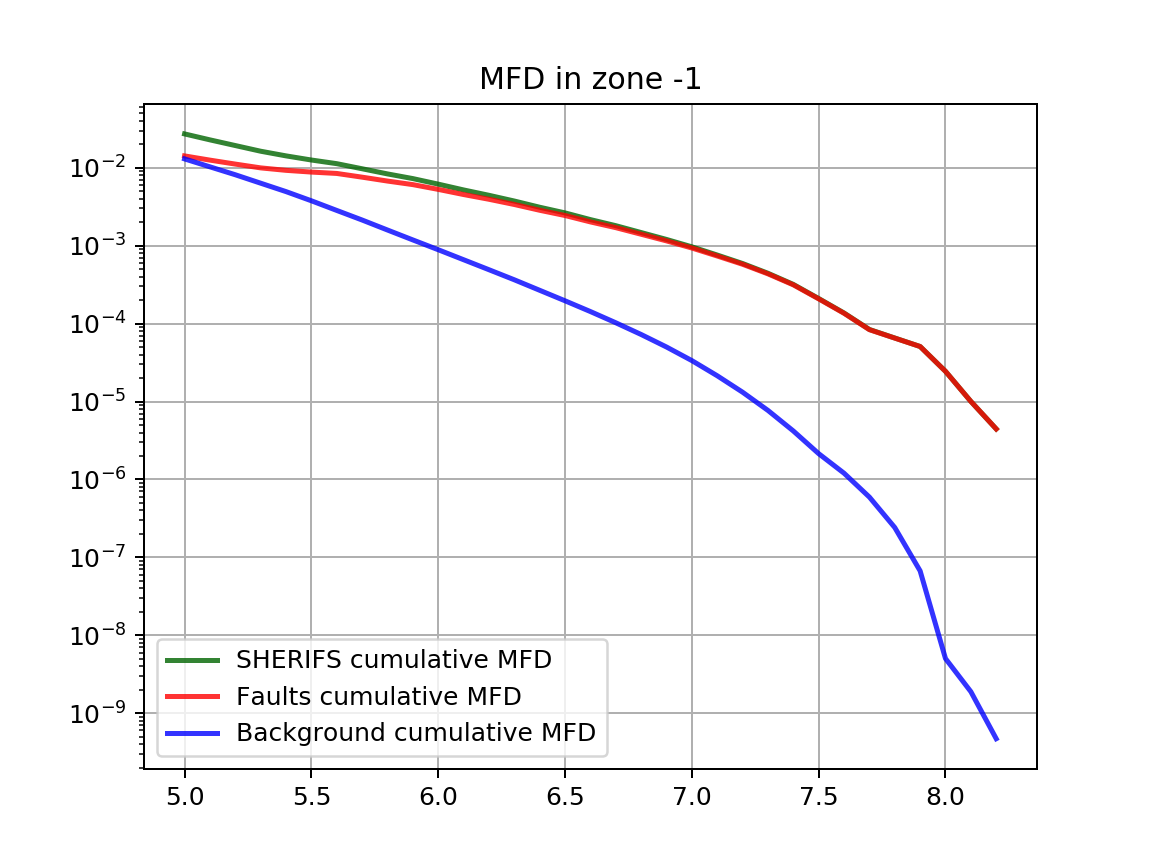 MFD in zone -1
10⁻²
10⁻³
10⁻⁴
10⁻⁵
10⁻⁶
10⁻⁷
10⁻⁸
10⁻⁹
SHERIFS cumulative MFD
Faults cumulative MFD
Background cumulative MFD
5.0 5.5 6.0 6.5 7.0 7.5 8.0